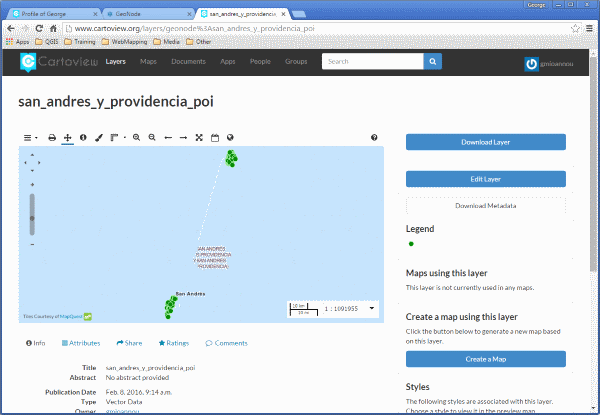 George
Profile of George
GeoNode
san_andres_y_providencia_
www.cartoview.org/layers/geonode%3Asan_andres_y_providencia_poi
Apps QGIS Training WebMapping Media Other
Cartoview Layers Maps Documents Apps People Groups Search gmioannou
san_andres_y_providencia_poi
Download Layer
Edit Layer
Download Metadata
Legend
SAN ANDRES,
PROVIDENCIA
Y SAN ANDRES
PROVIDENCIA)
San Andrés
10 km
10 mi
1 : 1091955
Tiles Courtesy of MapQuest
Maps using this layer
This layer is not currently used in any maps.
Create a map using this layer
Click the button below to generate a new map based
on this layer.
Create a Map
Info Attributes Share Ratings Comments
Title san_andres_y_providencia_poi
Abstract No abstract provided
Publication Date Feb. 8, 2016, 9:14 a.m.
Type Vector Data
Owner gmioannou
Styles
The following styles are associated with this layer.
Choose a style to view it in the preview map.